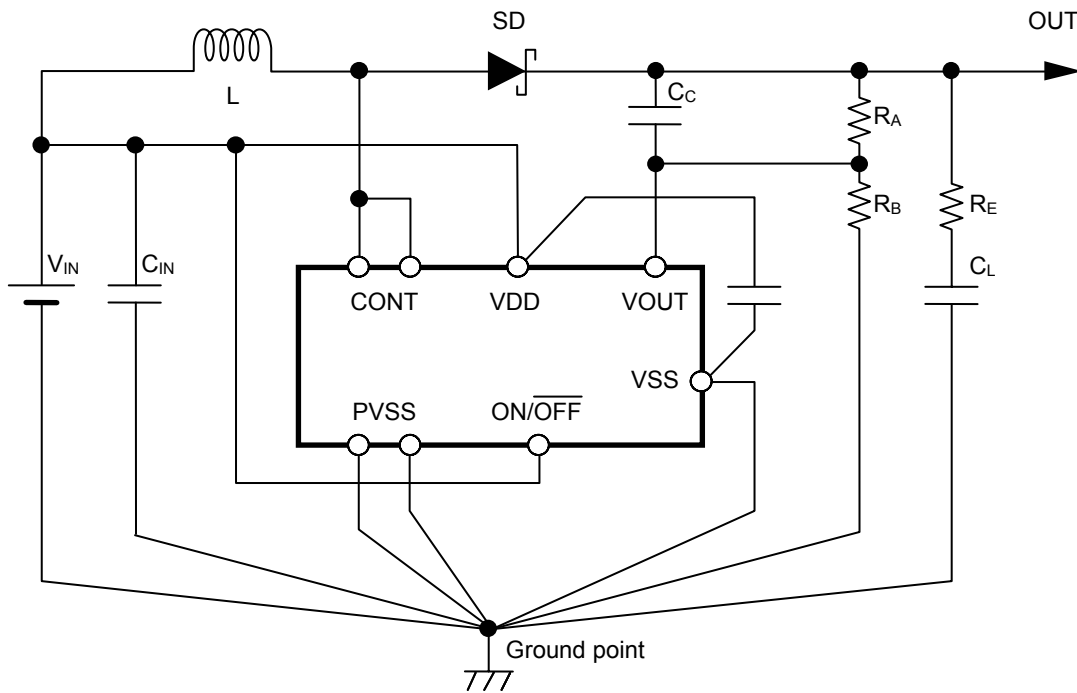 SD
OUT
L
CC
RA
RB
RE
VIN
CIN
CL
CONT
VDD
VOUT
VSS
PVSS
ON/OFF
Ground point